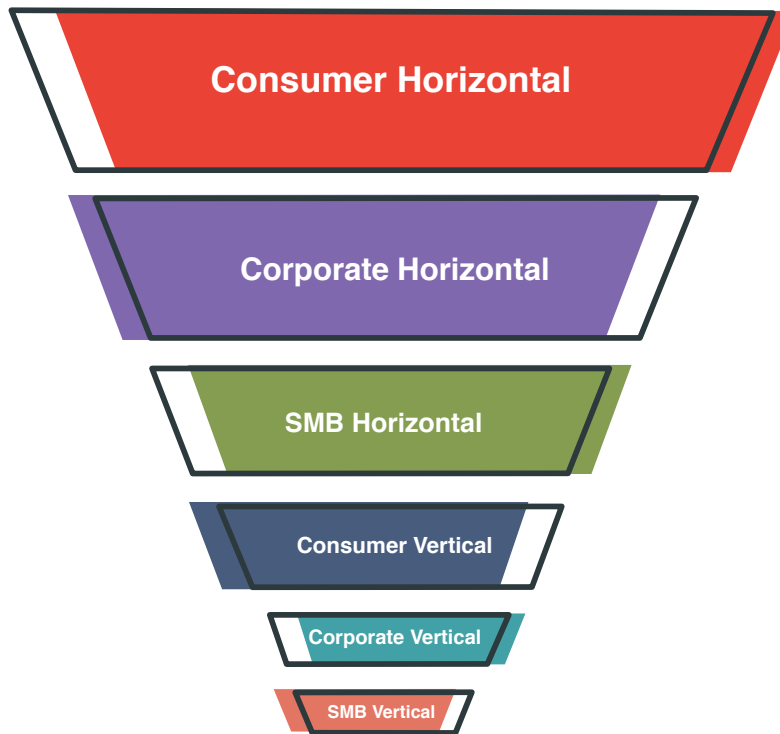 Consumer Horizontal
Corporate Horizontal
SMB Horizontal
Consumer Vertical
Corporate Vertical
SMB Vertical